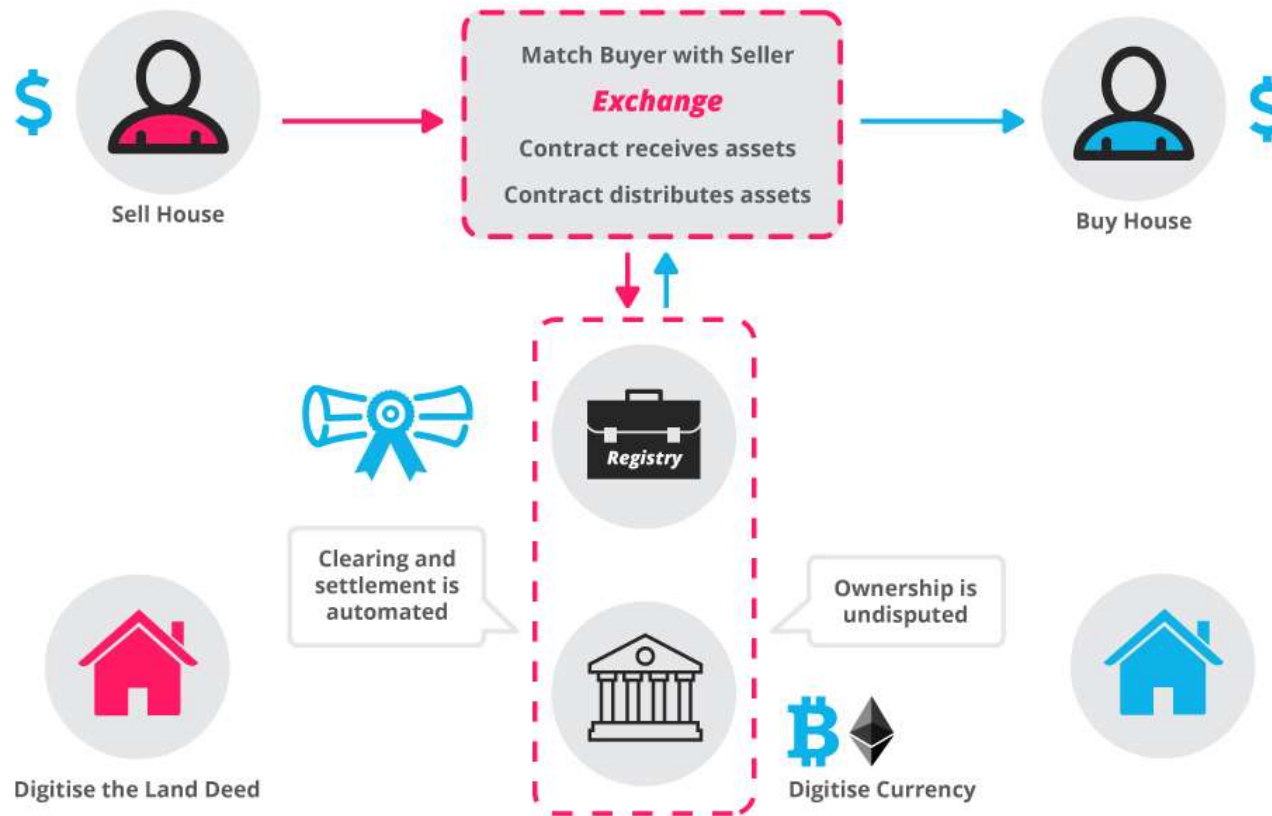 Match Buyer with Seller
Exchange
Contract receives assets
Contract distributes assets
$
$
Sell House
Buy House
Registry
Clearing and
settlement is
automated
Ownership is
undisputed
Digitise the Land Deed
Digitise Currency